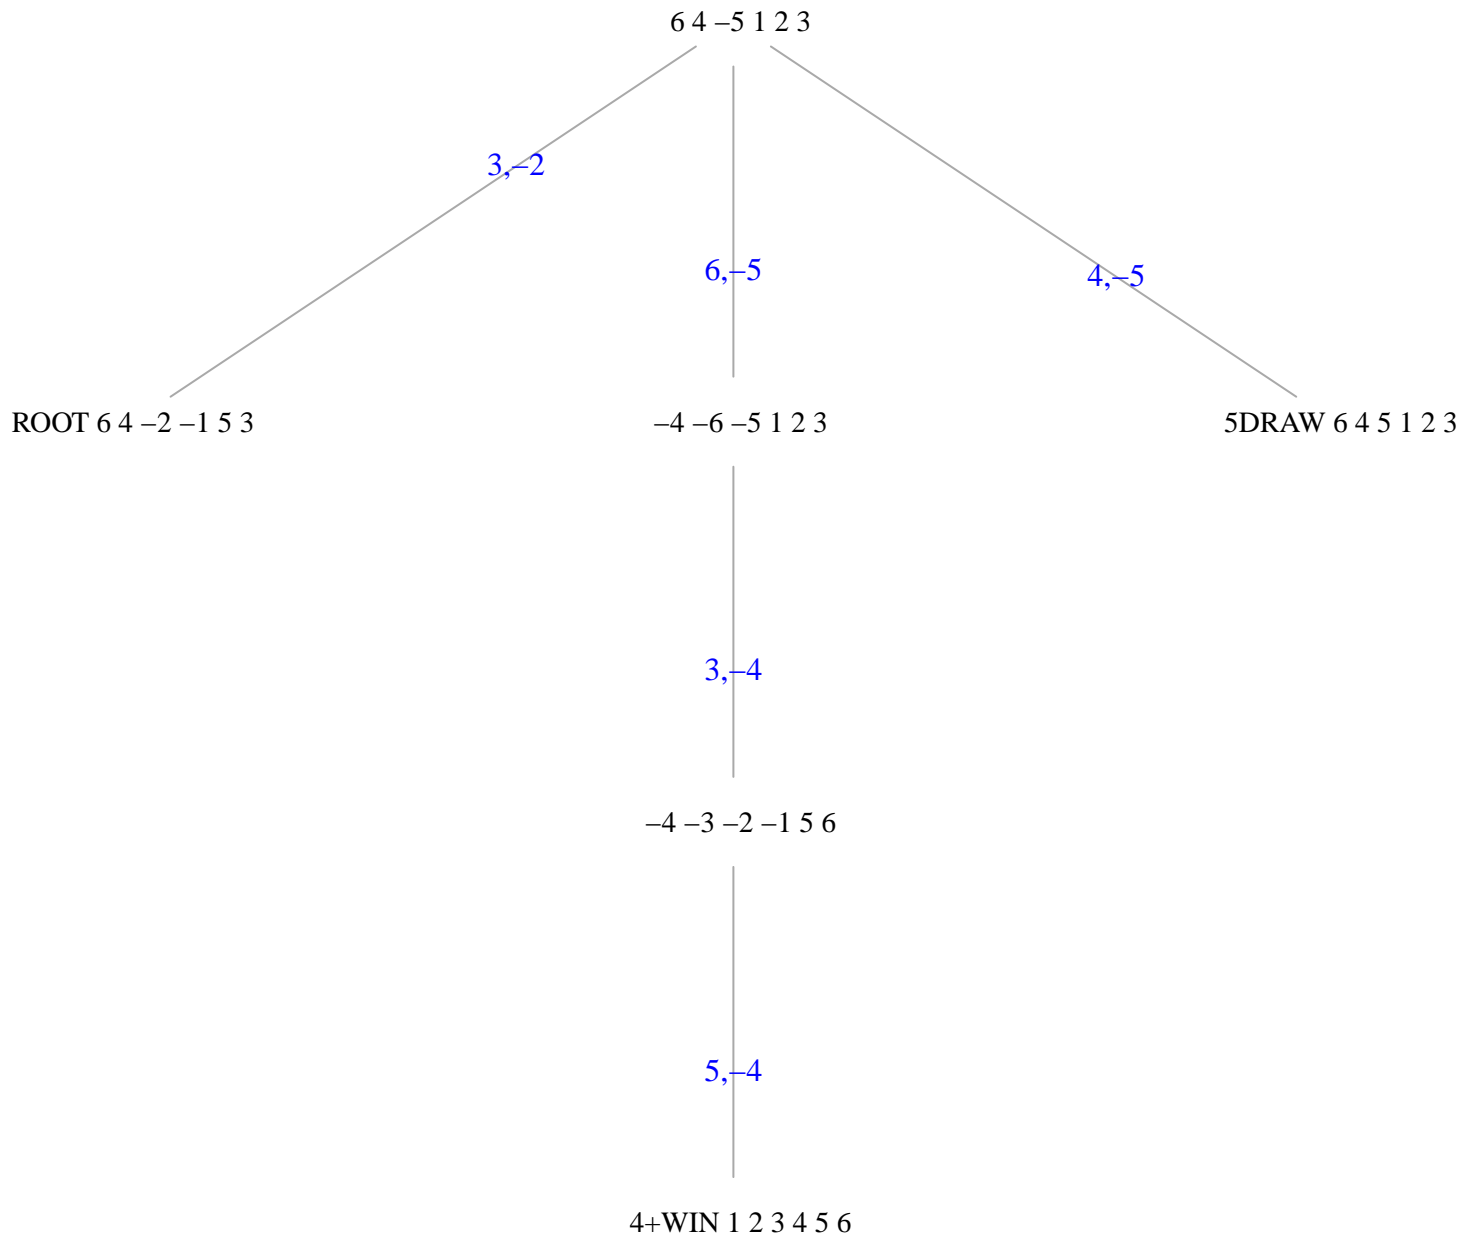 6 4 –5 1 2 3
3,–2
6,–5
4,–5
ROOT 6 4 –2 –1 5 3
–4 –6 –5 1 2 3
5DRAW 6 4 5 1 2 3
3,–4
–4 –3 –2 –1 5 6
5,–4
4+WIN 1 2 3 4 5 6